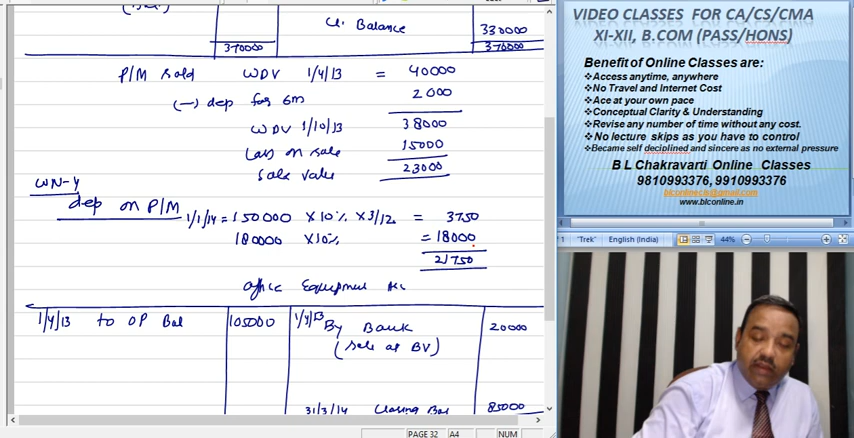 Cl. Balance 330000
370000 370000
P/M sold WDV 1/4/13 = 40000
(-) dep for 6m 2000
WDV 1/10/13 38000
Loss on sale 15000
Sale value 23000
WN-4
dep on P/M
1/1/14 = 150000 × 10% × 3/12 = 3750
180000 × 10% = 18000
21750
office Equipment A/c
1/4/13 to OP Bal 105000 1/4/13 By Bank 20000
(sale at BV)
31/3/14 Closing Bal 85000
PAGE 32 A4 NUM
VIDEO CLASSES FOR CA/CS/CMA
XI-XII, B.COM (PASS/HONS)
Benefit of Online Classes are:
❖Access anytime, anywhere
❖No Travel and Internet Cost
❖Ace at your own pace
❖Conceptual Clarity & Understanding
❖Revise any number of time without any cost.
❖No lecture skips as you have to control
❖Became self deciplined and sincere as no external pressure
B L Chakravarti Online Classes
9810993376, 9910993376
blconlinecls@gmail.com
www.blconline.in
"Trek" English (India) 44%